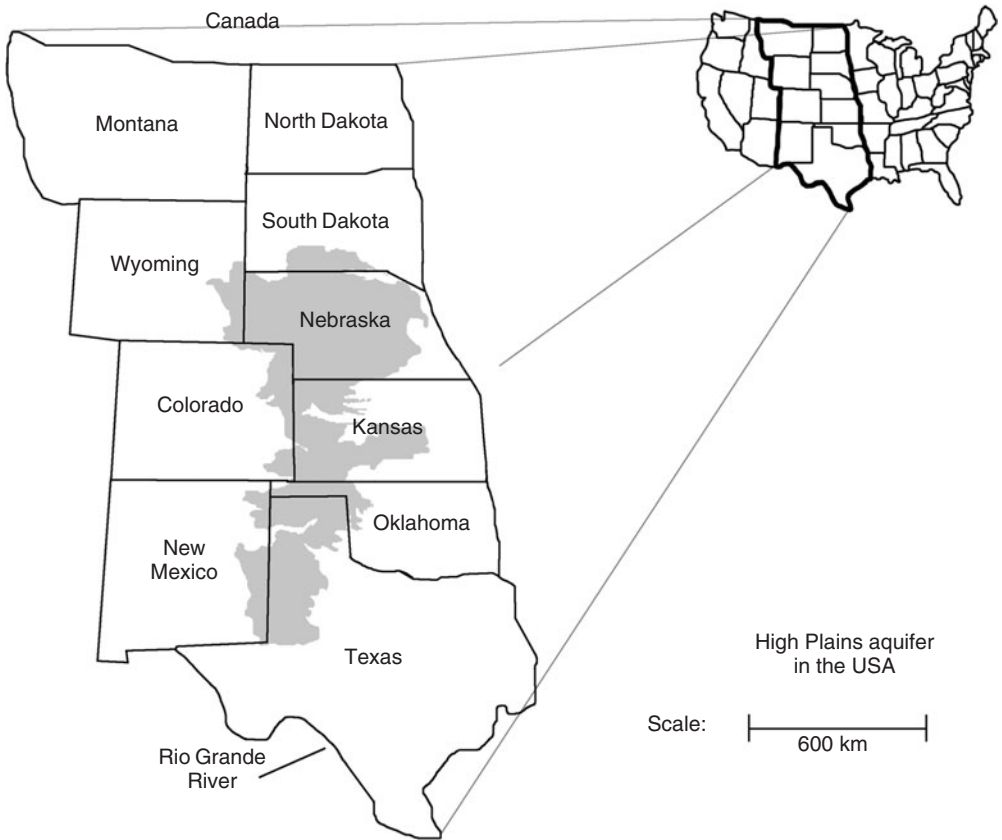 Canada
Montana
North Dakota
South Dakota
Wyoming
Nebraska
Colorado
Kansas
Oklahoma
New
Mexico
Texas
High Plains aquifer
in the USA
Scale:
600 km
Rio Grande
River